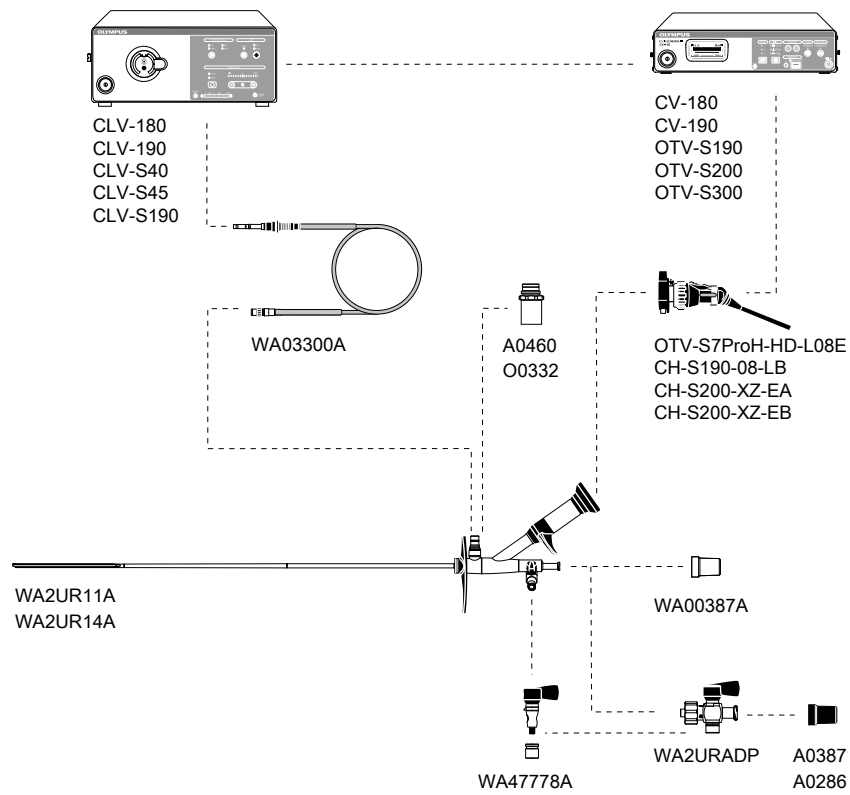 OLYMPUS
OLYMPUS
CLV-180
CLV-190
CLV-S40
CLV-S45
CLV-S190
CV-180
CV-190
OTV-S190
OTV-S200
OTV-S300
WA03300A
A0460
O0332
OTV-S7ProH-HD-L08E
CH-S190-08-LB
CH-S200-XZ-EA
CH-S200-XZ-EB
WA2UR11A
WA2UR14A
WA00387A
WA47778A
WA2URADP
A0387
A0286